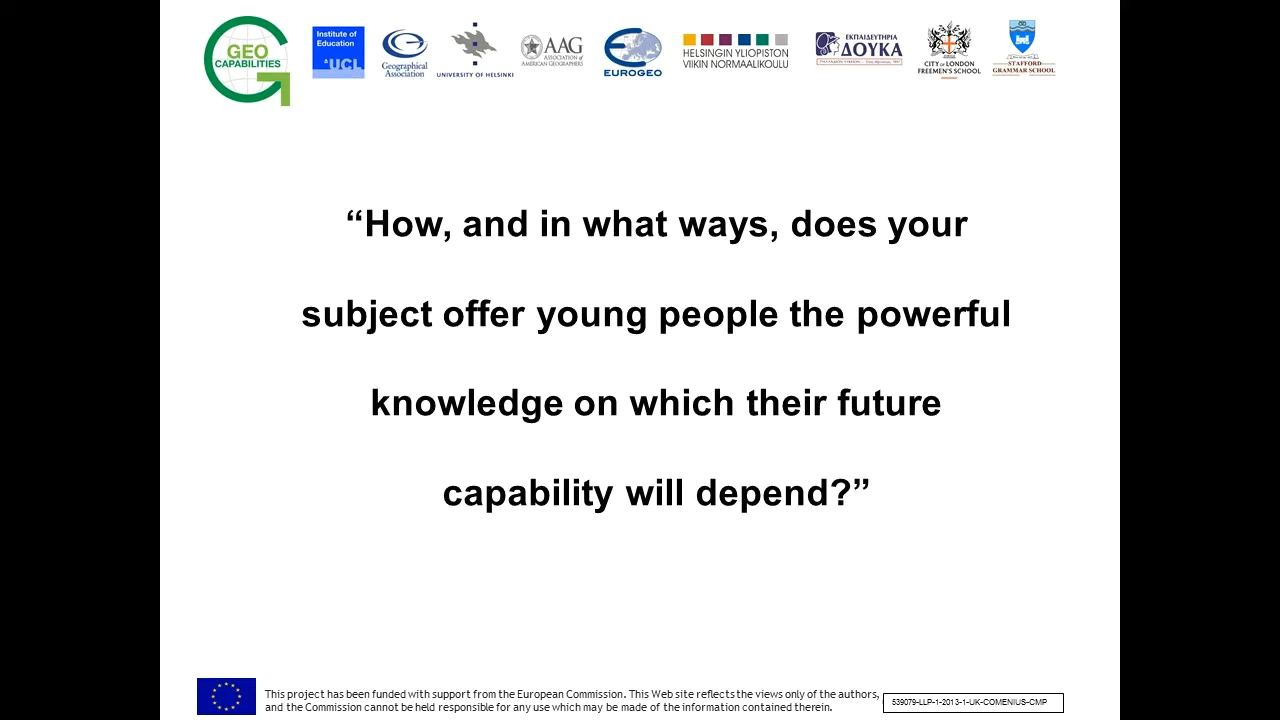 GEO
CAPABILITIES
Institute of
Education
UCL
Geographical
Association
UNIVERSITY OF HELSINKI
AAG
ASSOCIATION of
AMERICAN GEOGRAPHERS
EUROGEO
HELSINGIN YLIOPISTON
VIIKIN NORMAALIKOULU
ΕΚΠΑΙΔΕΥΤΗΡΙΑ
ΔΟΥΚΑ
CITY OF LONDON
FREEMEN'S SCHOOL
STAFFORD
GRAMMAR SCHOOL
“How, and in what ways, does your
subject offer young people the powerful
knowledge on which their future
capability will depend?”
This project has been funded with support from the European Commission. This Web site reflects the views only of the authors,
and the Commission cannot be held responsible for any use which may be made of the information contained therein.
539079-LLP-1-2013-1-UK-COMENIUS-CMP